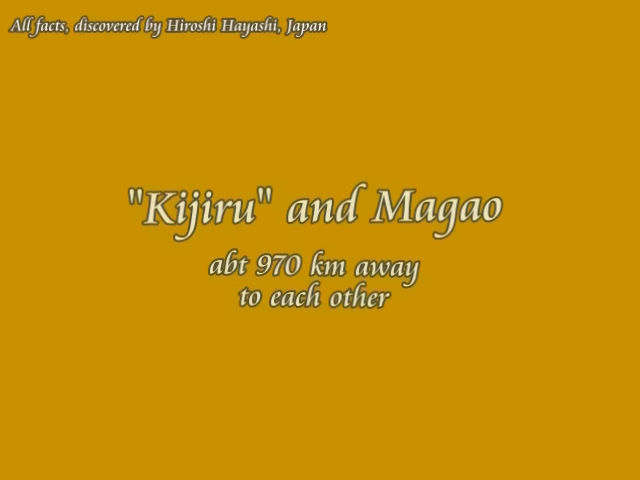 All facts, discovered by Hiroshi Hayashi, Japan
"Kijiru" and Magao
abt 970 km away
to each other